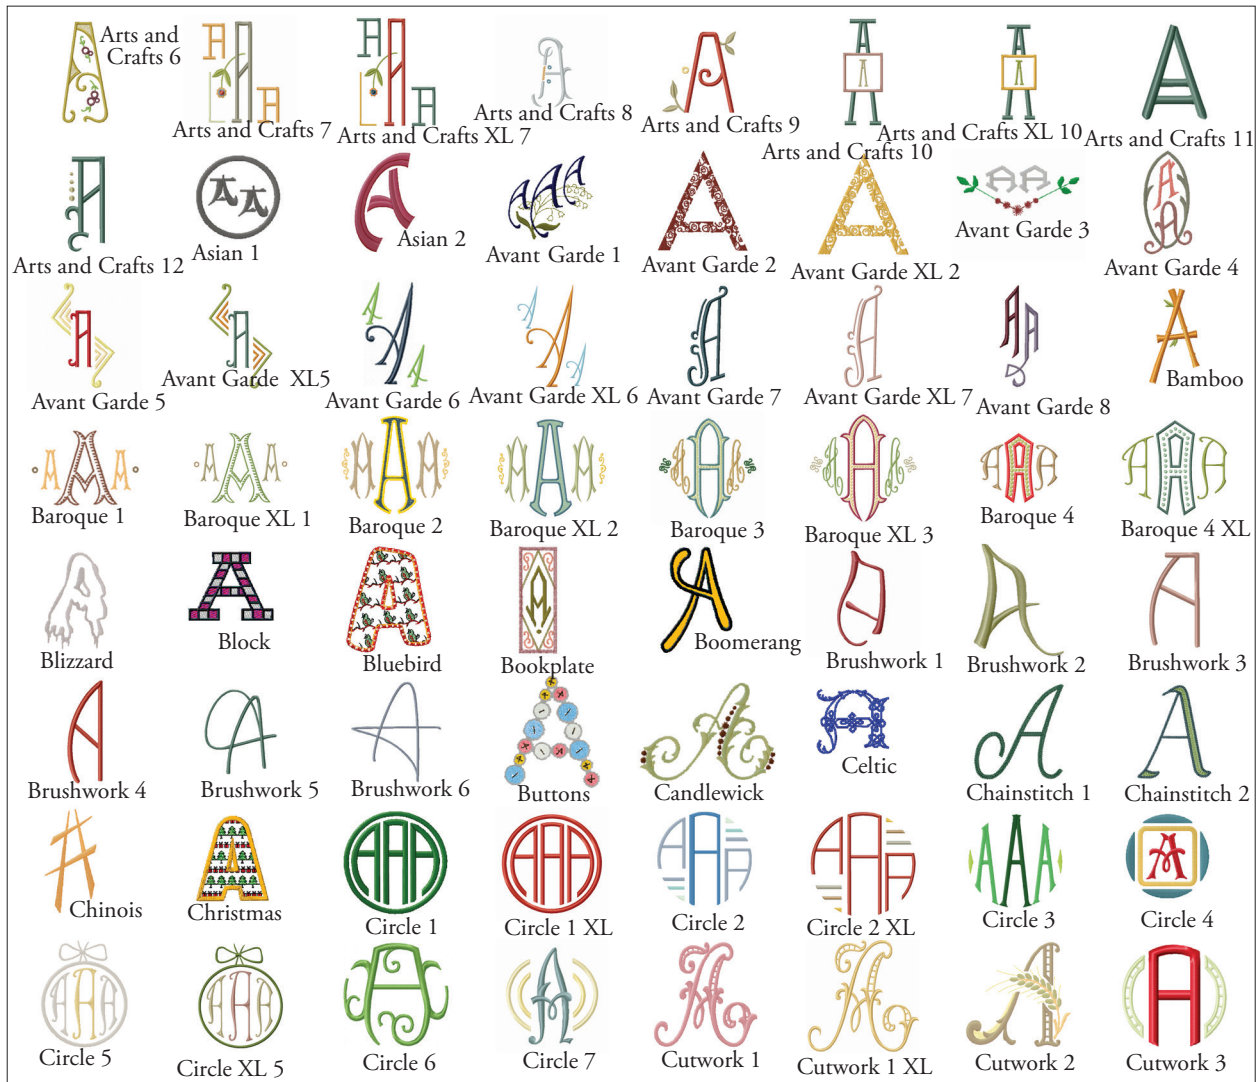 Arts and
Crafts 6
Arts and Crafts 7
Arts and Crafts XL 7
Arts and Crafts 8
Arts and Crafts 9
Arts and Crafts 10
Arts and Crafts XL 10
Arts and Crafts 11
Arts and Crafts 12
Asian 1
Asian 2
Avant Garde 1
Avant Garde 2
Avant Garde XL 2
Avant Garde 3
Avant Garde 4
Avant Garde 5
Avant Garde  XL5
Avant Garde 6
Avant Garde XL 6
Avant Garde 7
Avant Garde XL 7
Avant Garde 8
Bamboo
Baroque 1
Baroque XL 1
Baroque 2
Baroque XL 2
Baroque 3
Baroque XL 3
Baroque 4
Baroque 4 XL
Blizzard
Block
Bluebird
Bookplate
Boomerang
Brushwork 1
Brushwork 2
Brushwork 3
Brushwork 4
Brushwork 5
Brushwork 6
Buttons
Candlewick
Celtic
Chainstitch 1
Chainstitch 2
Chinois
Christmas
Circle 1
Circle 1 XL
Circle 2
Circle 2 XL
Circle 3
Circle 4
Circle 5
Circle XL 5
Circle 6
Circle 7
Cutwork 1
Cutwork 1 XL
Cutwork 2
Cutwork 3